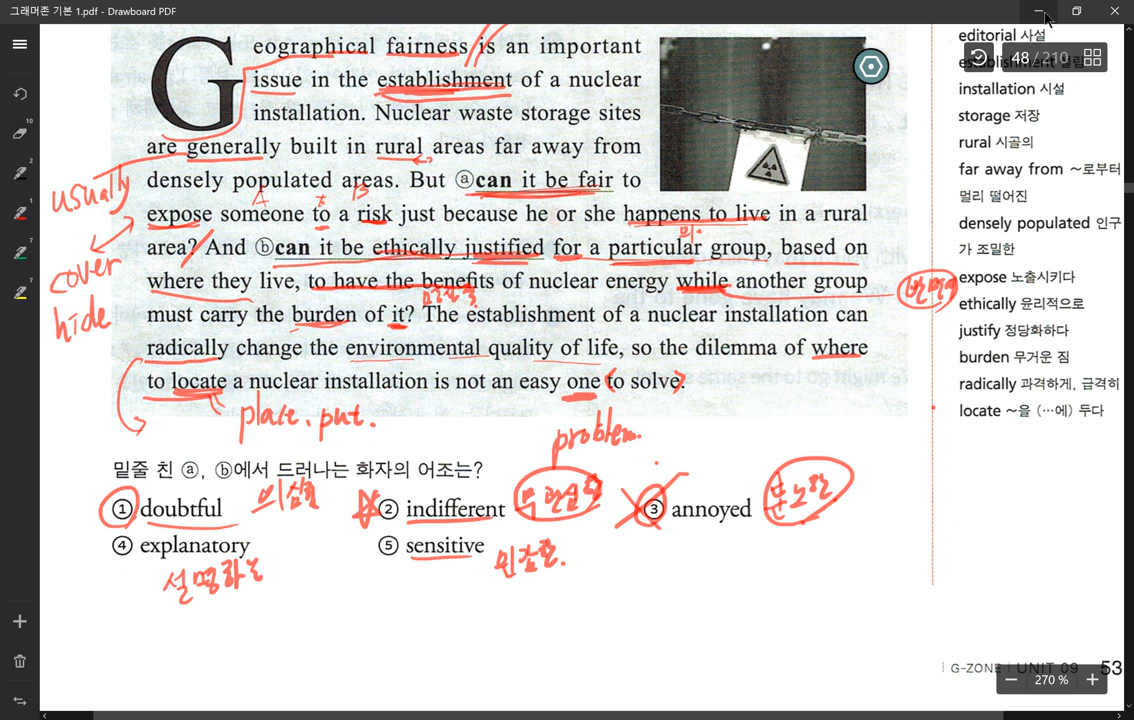 그래머존 기본 1.pdf - Drawboard PDF
48 / 210
Geographical fairness is an important
issue in the establishment of a nuclear
installation. Nuclear waste storage sites
are generally built in rural areas far away from
densely populated areas. But ⓐcan it be fair to
expose someone to a risk just because he or she happens to live in a rural
area? And ⓑcan it be ethically justified for a particular group, based on
where they live, to have the benefits of nuclear energy while another group
must carry the burden of it? The establishment of a nuclear installation can
radically change the environmental quality of life, so the dilemma of where
to locate a nuclear installation is not an easy one to solve.
usually
cover
hide
A
B
place. put.
problem.
밑줄 친 ⓐ, ⓑ에서 드러나는 화자의 어조는?
① doubtful 의심
② indifferent 무관심한
③ annoyed 분노한
④ explanatory
설명하는
⑤ sensitive 민감한.
editorial 사설
establishment 설립
installation 시설
storage 저장
rural 시골의
far away from ~로부터
멀리 떨어진
densely populated 인구
가 조밀한
expose 노출시키다
ethically 윤리적으로
justify 정당화하다
burden 무거운 짐
radically 과격하게, 급격히
locate ~을 (…에) 두다
G-ZONE UNIT 09 53
270 %
10
2
1
7
7